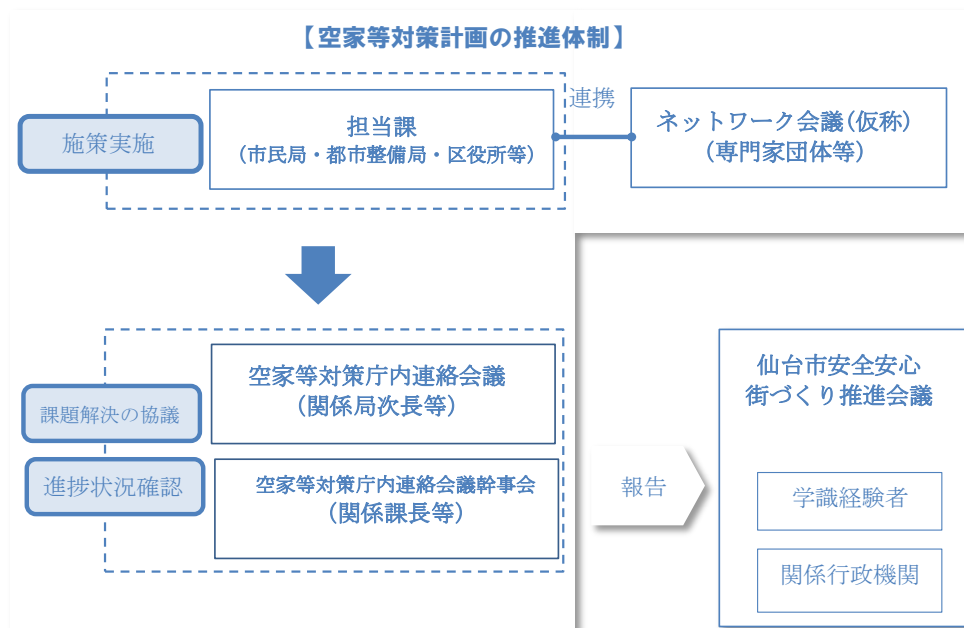 【空家等対策計画の推進体制】
施策実施
担当課
（市民局・都市整備局・区役所等）
連携
ネットワーク会議（仮称）
（専門家団体等）
課題解決の協議
進捗状況確認
空家等対策庁内連絡会議
（関係局次長等）
空家等対策庁内連絡会議幹事会
（関係課長等）
報告
仙台市安全安心
街づくり推進会議
学識経験者
関係行政機関